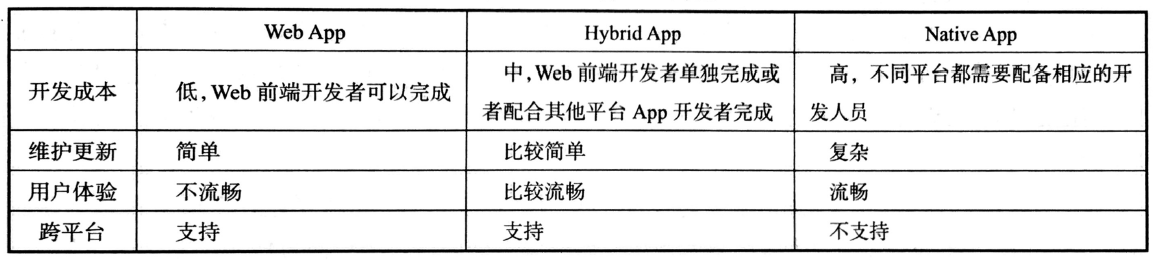 Web App Hybrid App Native App
开发成本 低,Web 前端开发者可以完成 中,Web 前端开发者单独完成或
者配合其他平台 App 开发者完成 高，不同平台都需要配备相应的开
发人员
维护更新 简单 比较简单 复杂
用户体验 不流畅 比较流畅 流畅
跨平台 支持 支持 不支持